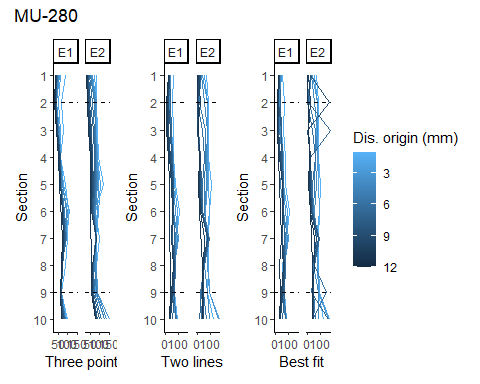 MU-280
E1 E2 E1 E2 E1 E2
1 1 1
2 2 2
3 3 3
4 4 4
5 5 5
6 6 6
7 7 7
8 8 8
9 9 9
10 10 10
Section Section Section
0100 0100 0100 0100
Three point Two lines Best fit
Dis. origin (mm)
3
6
9
12